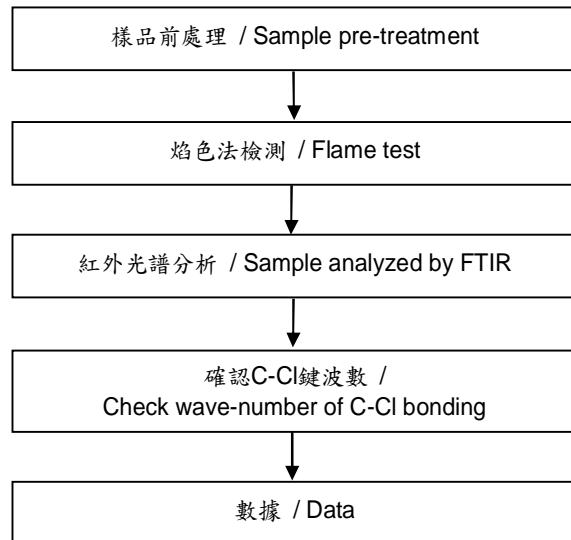 樣品前處理 / Sample pre-treatment
焰色法檢測 / Flame test
紅外光譜分析 / Sample analyzed by FTIR
確認C-Cl鍵波數 /
Check wave-number of C-Cl bonding
數據 / Data